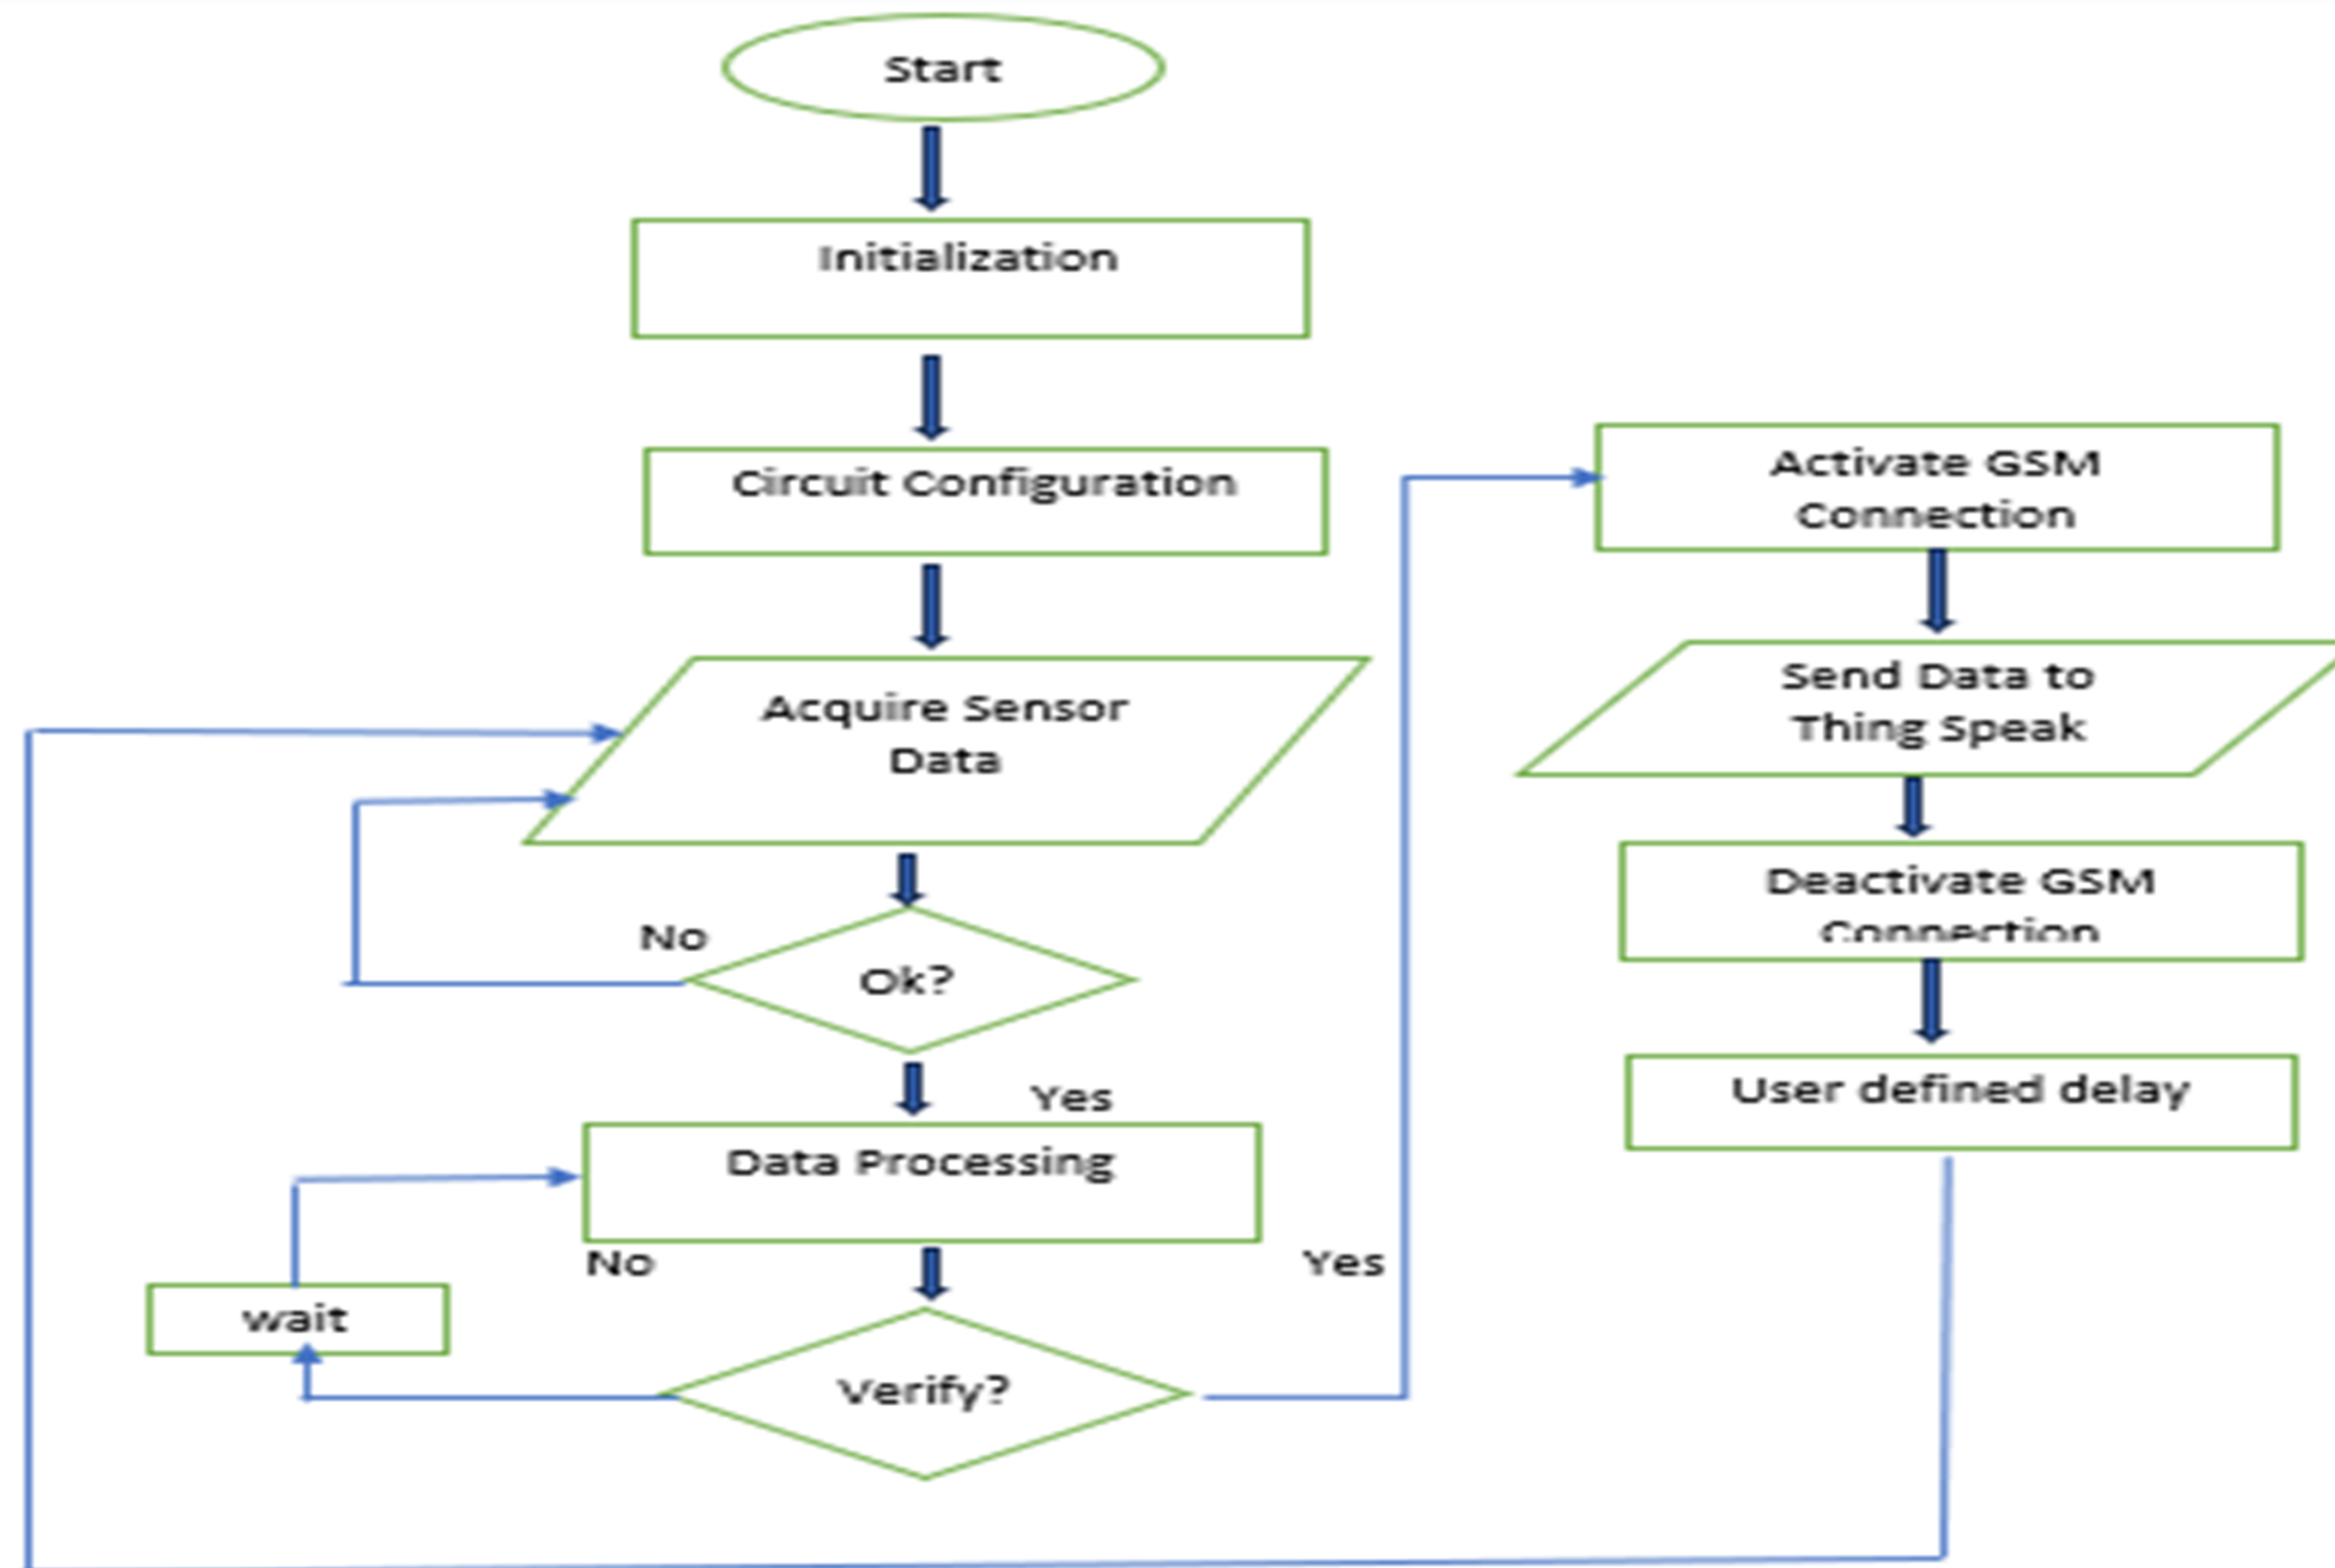 Start
Initialization
Circuit Configuration
Acquire Sensor
Data
No
Ok?
Yes
Data Processing
No
Yes
wait
Verify?
Activate GSM
Connection
Send Data to
Thing Speak
Deactivate GSM
Connection
User defined delay